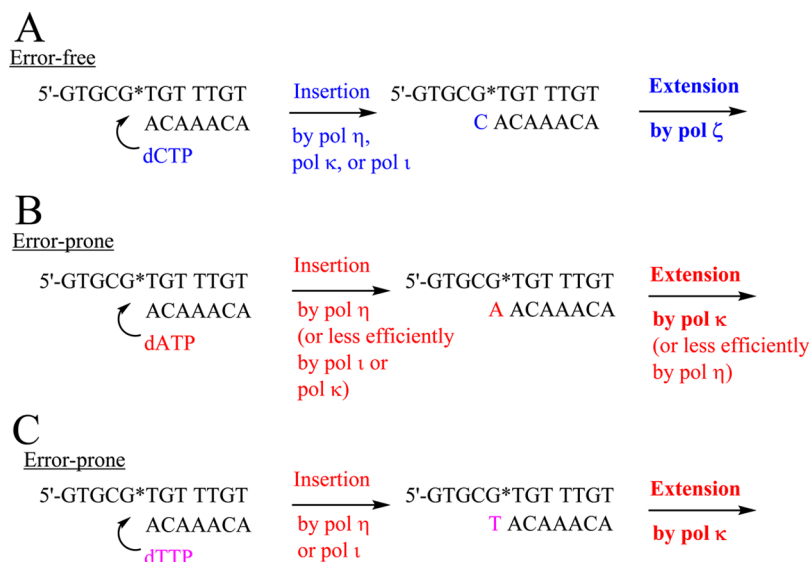 A
Error-free
5'-GTGCG*TGT TTGT
ACAAACA
dCTP
Insertion
by pol η,
pol κ, or pol ι
5'-GTGCG*TGT TTGT
C ACAAACA
Extension
by pol ζ
B
Error-prone
5'-GTGCG*TGT TTGT
ACAAACA
dATP
Insertion
by pol η
(or less efficiently
by pol ι or
pol κ)
5'-GTGCG*TGT TTGT
A ACAAACA
Extension
by pol κ
(or less efficiently
by pol η)
C
Error-prone
5'-GTGCG*TGT TTGT
ACAAACA
dTTP
Insertion
by pol η
or pol ι
5'-GTGCG*TGT TTGT
T ACAAACA
Extension
by pol κ